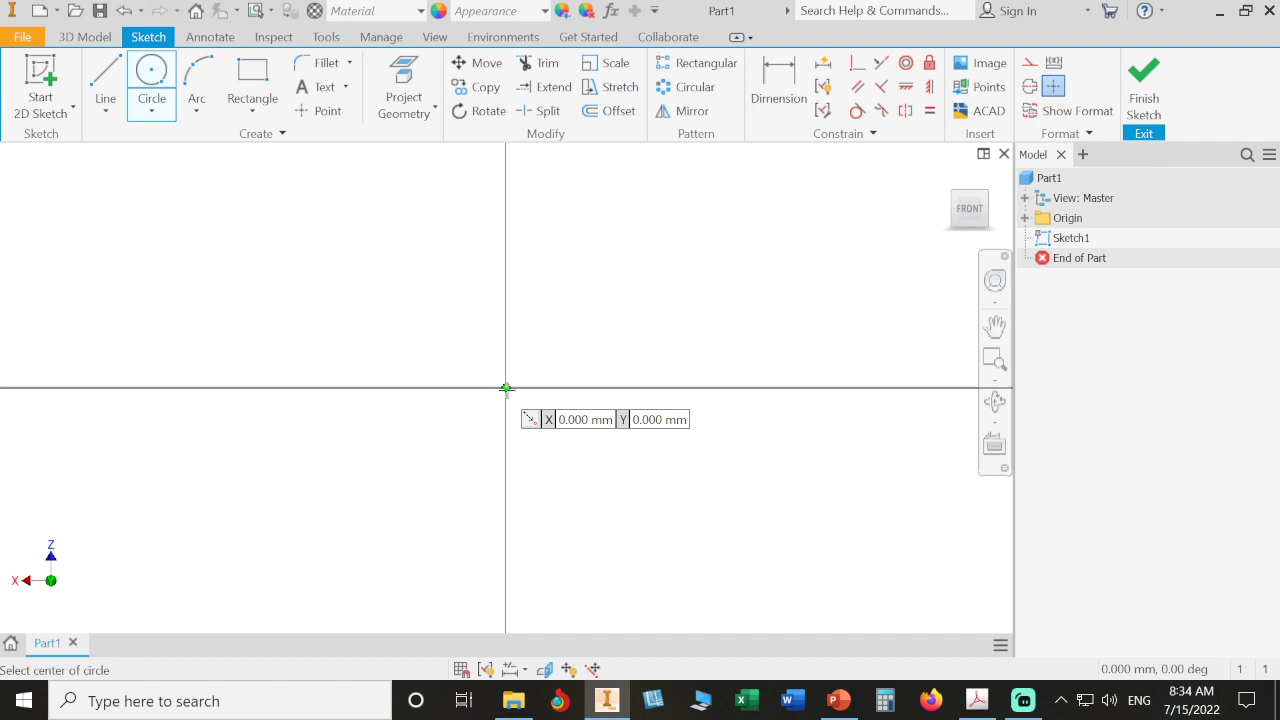 Material Appearance Part1 Search Help & Commands... Sign In
File 3D Model Sketch Annotate Inspect Tools Manage View Environments Get Started Collaborate
Start
2D Sketch
Line
Circle
Arc
Rectangle
Fillet
Text
Point
Project
Geometry
Move
Copy
Rotate
Trim
Extend
Split
Scale
Stretch
Offset
Rectangular
Circular
Mirror
Dimension
Image
Points
ACAD
Show Format
Finish
Sketch
Sketch Create Modify Pattern Constrain Insert Format Exit
Model
Part1
View: Master
Origin
Sketch1
End of Part
FRONT
X 0.000 mm Y 0.000 mm
Z
X
Part1
Select center of circle 0.000 mm, 0.00 deg 1 1
Type here to search
ENG
8:34 AM
7/15/2022